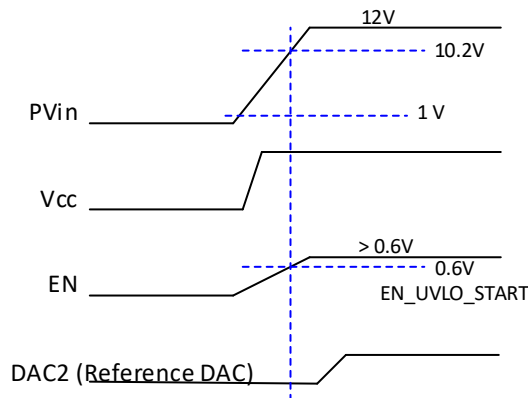 12V
10.2V
PVin
1 V
Vcc
> 0.6V
0.6V
EN
EN_UVLO_START
DAC2 (Reference DAC)